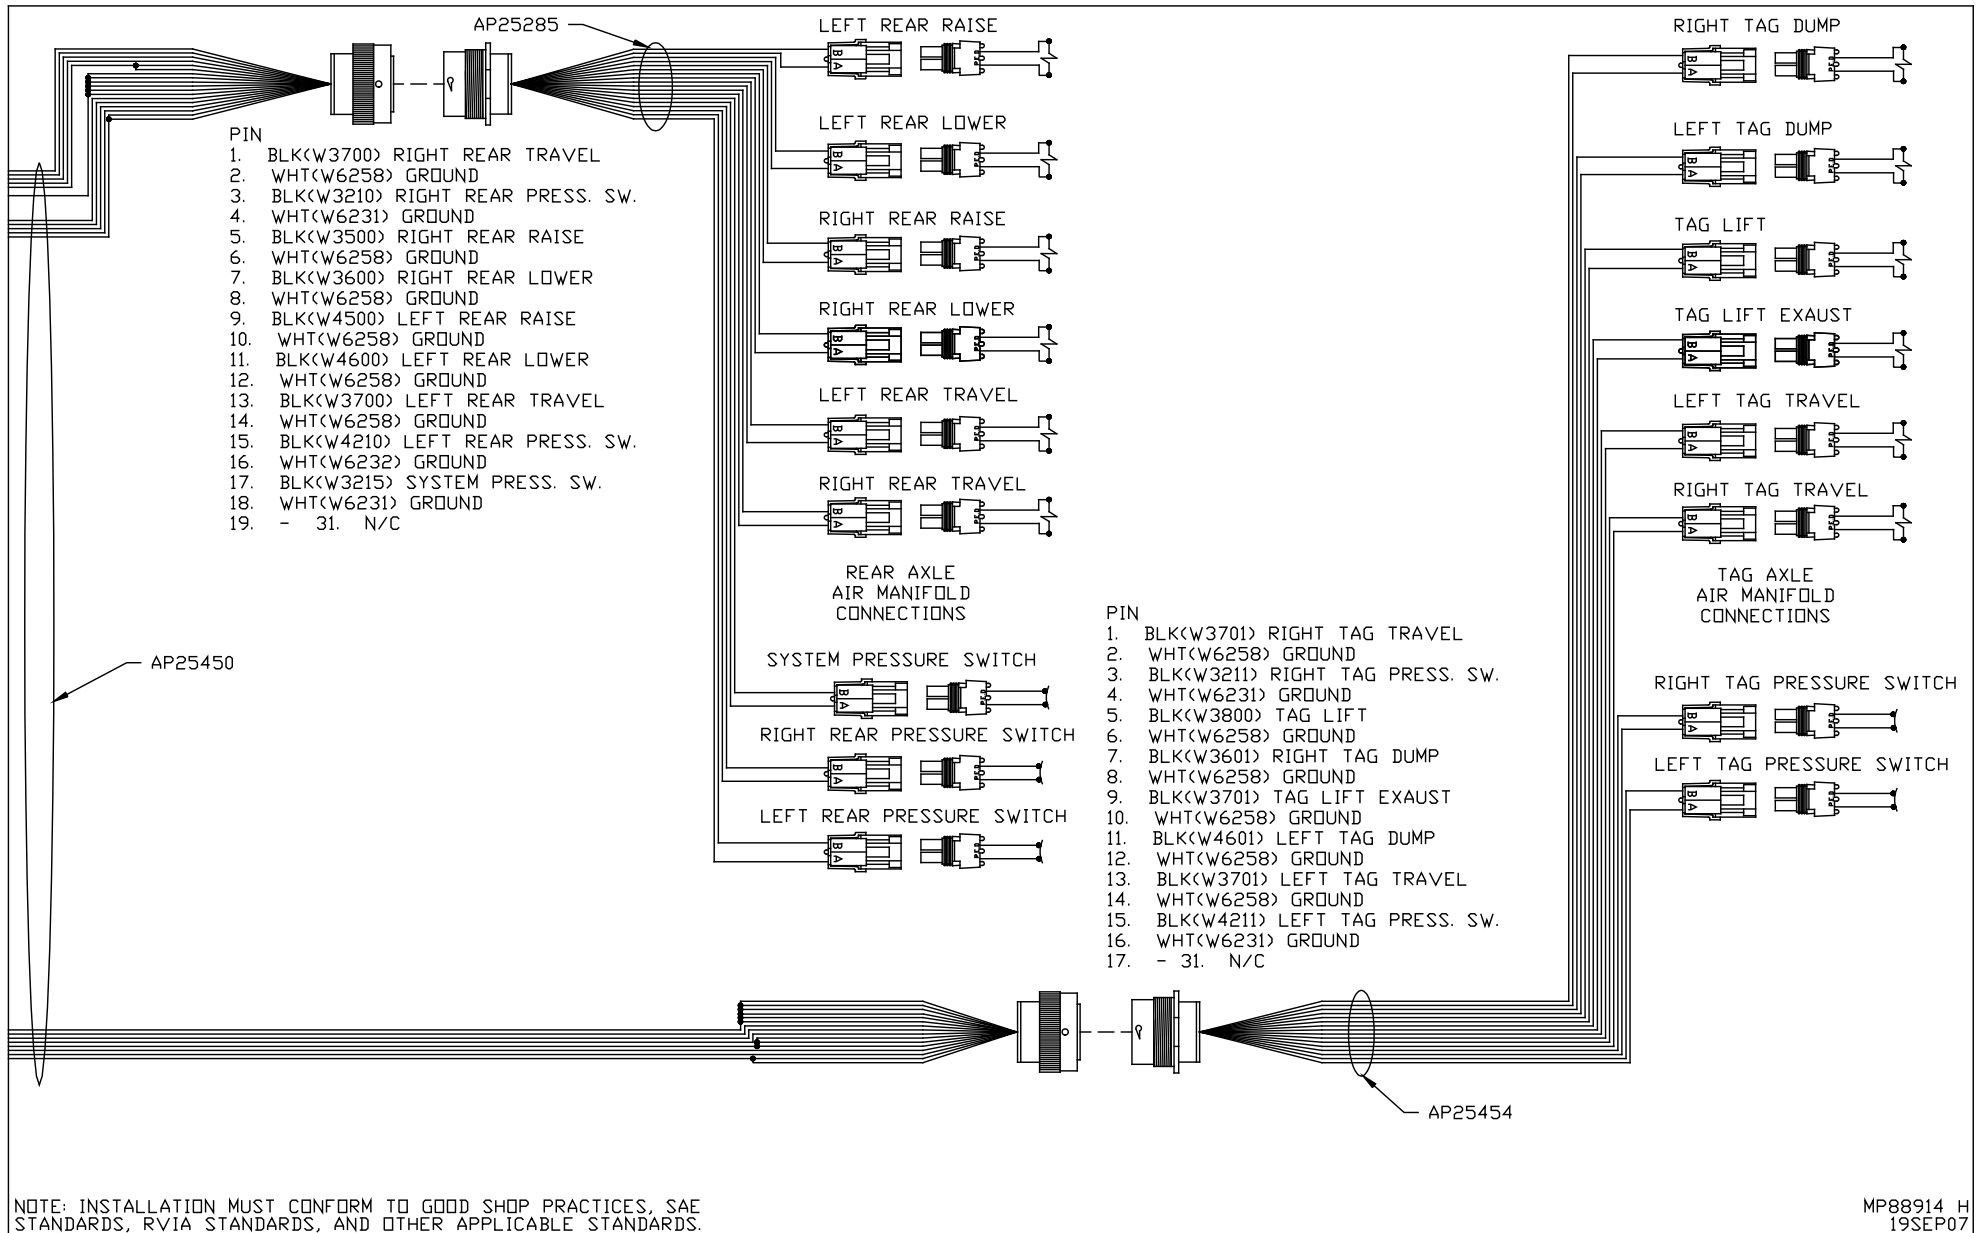 AP25285
PIN
1. BLK(W3700) RIGHT REAR TRAVEL
2. WHT(W6258) GROUND
3. BLK(W3210) RIGHT REAR PRESS. SW.
4. WHT(W6231) GROUND
5. BLK(W3500) RIGHT REAR RAISE
6. WHT(W6258) GROUND
7. BLK(W3600) RIGHT REAR LOWER
8. WHT(W6258) GROUND
9. BLK(W4500) LEFT REAR RAISE
10. WHT(W6258) GROUND
11. BLK(W4600) LEFT REAR LOWER
12. WHT(W6258) GROUND
13. BLK(W3700) LEFT REAR TRAVEL
14. WHT(W6258) GROUND
15. BLK(W4210) LEFT REAR PRESS. SW.
16. WHT(W6232) GROUND
17. BLK(W3215) SYSTEM PRESS. SW.
18. WHT(W6231) GROUND
19. - 31. N/C
AP25450
LEFT REAR RAISE
B
A
LEFT REAR LOWER
B
A
RIGHT REAR RAISE
B
A
RIGHT REAR LOWER
B
A
LEFT REAR TRAVEL
B
A
RIGHT REAR TRAVEL
B
A
REAR AXLE
AIR MANIFOLD
CONNECTIONS
SYSTEM PRESSURE SWITCH
B
A
RIGHT REAR PRESSURE SWITCH
B
A
LEFT REAR PRESSURE SWITCH
B
A
PIN
1. BLK(W3701) RIGHT TAG TRAVEL
2. WHT(W6258) GROUND
3. BLK(W3211) RIGHT TAG PRESS. SW.
4. WHT(W6231) GROUND
5. BLK(W3800) TAG LIFT
6. WHT(W6258) GROUND
7. BLK(W3601) RIGHT TAG DUMP
8. WHT(W6258) GROUND
9. BLK(W3701) TAG LIFT EXAUST
10. WHT(W6258) GROUND
11. BLK(W4601) LEFT TAG DUMP
12. WHT(W6258) GROUND
13. BLK(W3701) LEFT TAG TRAVEL
14. WHT(W6258) GROUND
15. BLK(W4211) LEFT TAG PRESS. SW.
16. WHT(W6231) GROUND
17. - 31. N/C
RIGHT TAG DUMP
B
A
LEFT TAG DUMP
B
A
TAG LIFT
B
A
TAG LIFT EXAUST
B
A
LEFT TAG TRAVEL
B
A
RIGHT TAG TRAVEL
B
A
TAG AXLE
AIR MANIFOLD
CONNECTIONS
RIGHT TAG PRESSURE SWITCH
B
A
LEFT TAG PRESSURE SWITCH
B
A
AP25454
NOTE: INSTALLATION MUST CONFORM TO GOOD SHOP PRACTICES, SAE
STANDARDS, RVIA STANDARDS, AND OTHER APPLICABLE STANDARDS.
MP88914 H
19SEP07